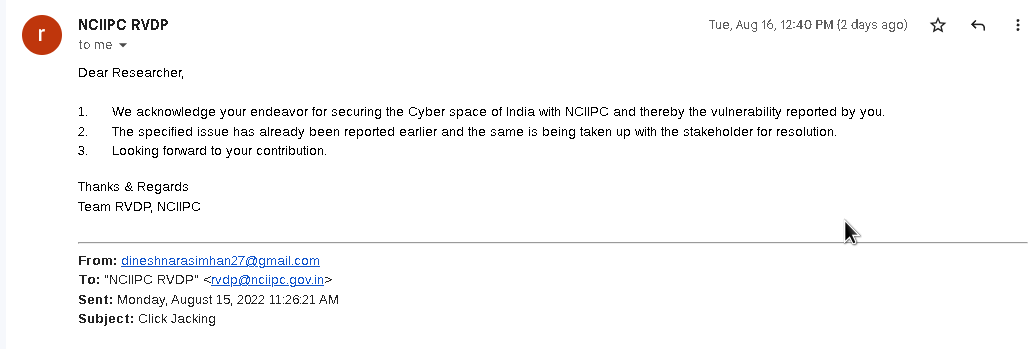 r
NCIIPC RVDP
Tue, Aug 16, 12:40 PM (2 days ago)
to me
Dear Researcher,
1. We acknowledge your endeavor for securing the Cyber space of India with NCIIPC and thereby the vulnerability reported by you.
2. The specified issue has already been reported earlier and the same is being taken up with the stakeholder for resolution.
3. Looking forward to your contribution.
Thanks & Regards
Team RVDP, NCIIPC
From: dineshnarasimhan27@gmail.com
To: "NCIIPC RVDP" <rvdp@nciipc.gov.in>
Sent: Monday, August 15, 2022 11:26:21 AM
Subject: Click Jacking